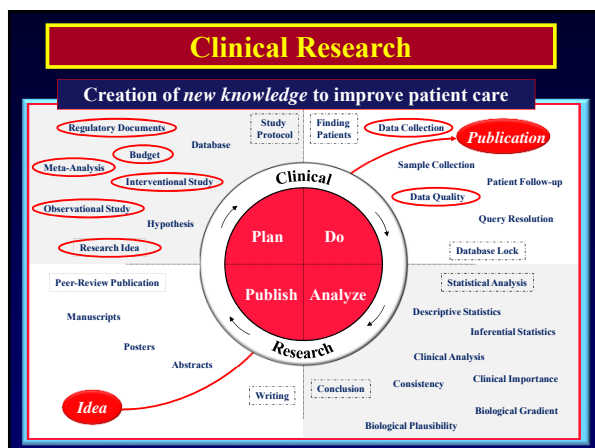 Clinical Research
Creation of new knowledge to improve patient care
Regulatory Documents
Budget
Database
Study
Protocol
Meta-Analysis
Interventional Study
Observational Study
Hypothesis
Research Idea
Finding
Patients
Data Collection
Publication
Sample Collection
Patient Follow-up
Data Quality
Query Resolution
Database Lock
Clinical
Plan
Do
Publish
Analyze
Research
Peer-Review Publication
Manuscripts
Posters
Abstracts
Writing
Idea
Statistical Analysis
Descriptive Statistics
Inferential Statistics
Clinical Analysis
Consistency
Clinical Importance
Conclusion
Biological Gradient
Biological Plausibility